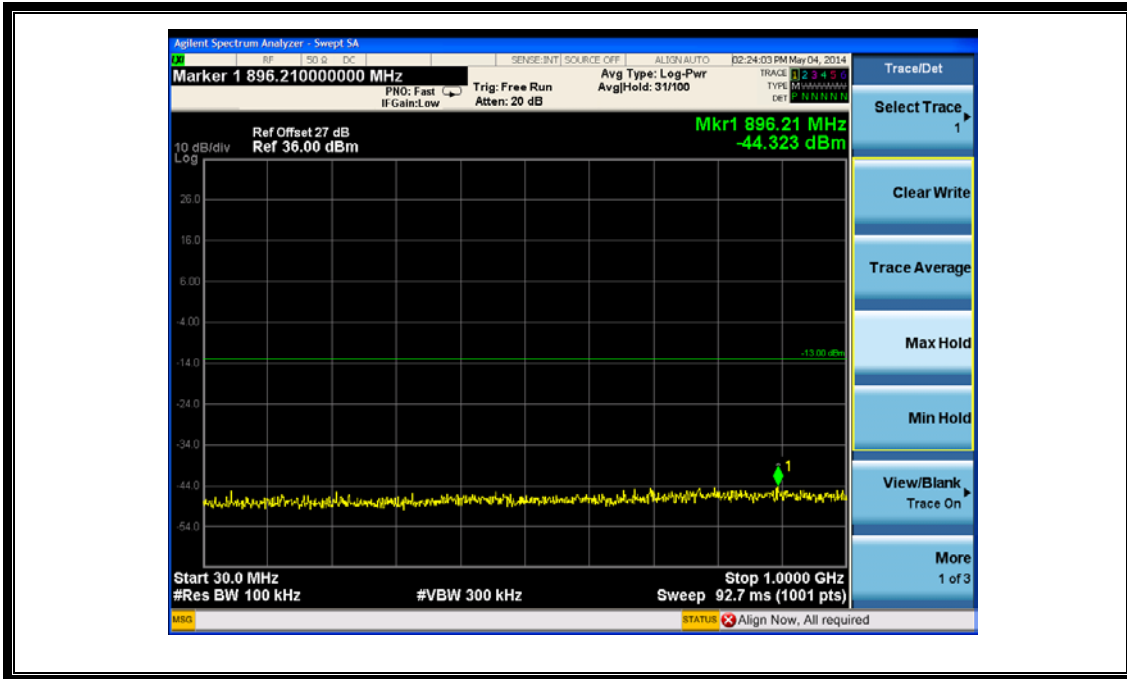 Agilent Spectrum Analyzer - Swept SA
LXI RF 50 Ω DC SENSE:INT SOURCE OFF ALIGN AUTO 02:24:03 PM May 04, 2014
Marker 1 896.210000000 MHz
PNO: Fast
IFGain:Low
Trig: Free Run
Atten: 20 dB
Avg Type: Log-Pwr
Avg|Hold: 31/100
TRACE 1 2 3 4 5 6
TYPE M
DET P N N N N N
Mkr1 896.21 MHz
-44.323 dBm
Ref Offset 27 dB
10 dB/div Ref 36.00 dBm
Log
26.0
16.0
6.00
-4.00
-13.00 dBm
-14.0
-24.0
-34.0
1
-44.0
-54.0
Start 30.0 MHz Stop 1.0000 GHz
#Res BW 100 kHz #VBW 300 kHz Sweep 92.7 ms (1001 pts)
MSG STATUS Align Now, All required
Trace/Det
Select Trace
1
Clear Write
Trace Average
Max Hold
Min Hold
View/Blank
Trace On
More
1 of 3